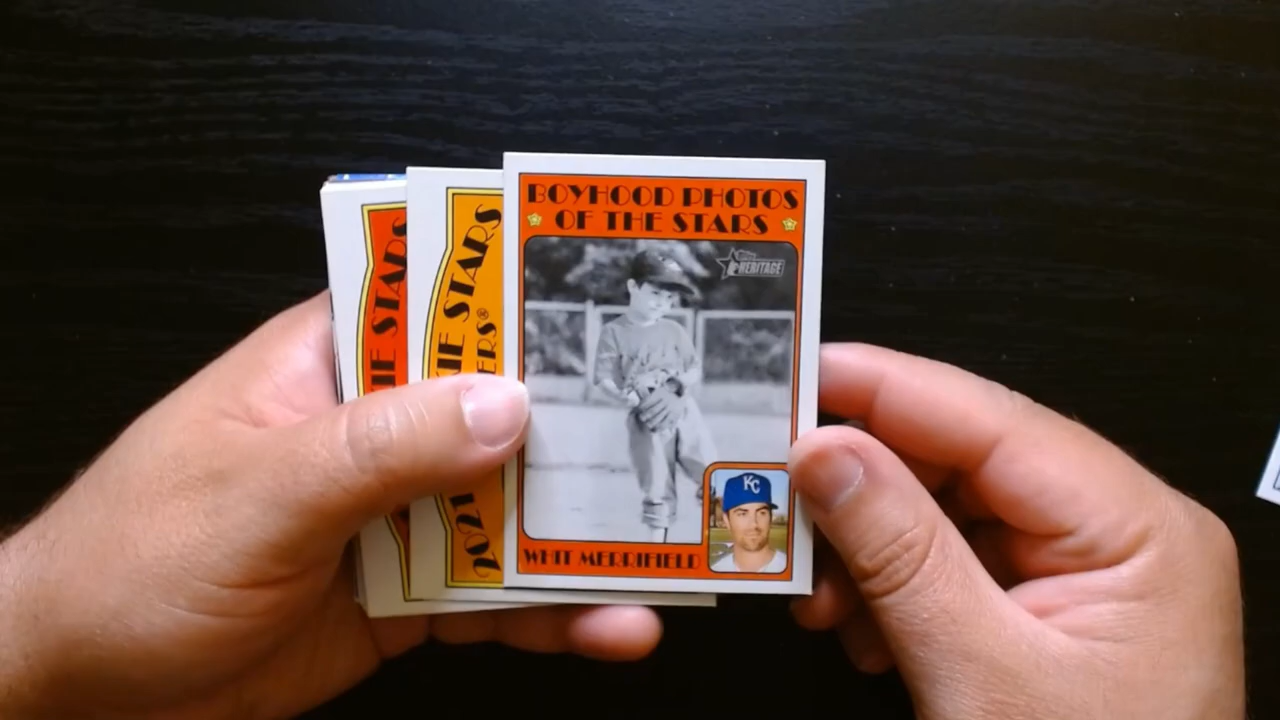 BOYHOOD PHOTOS
OF THE STARS
Topps
HERITAGE
KC
WHIT MERRIFIELD
IE STARS
ERS®
2021
IE STARS